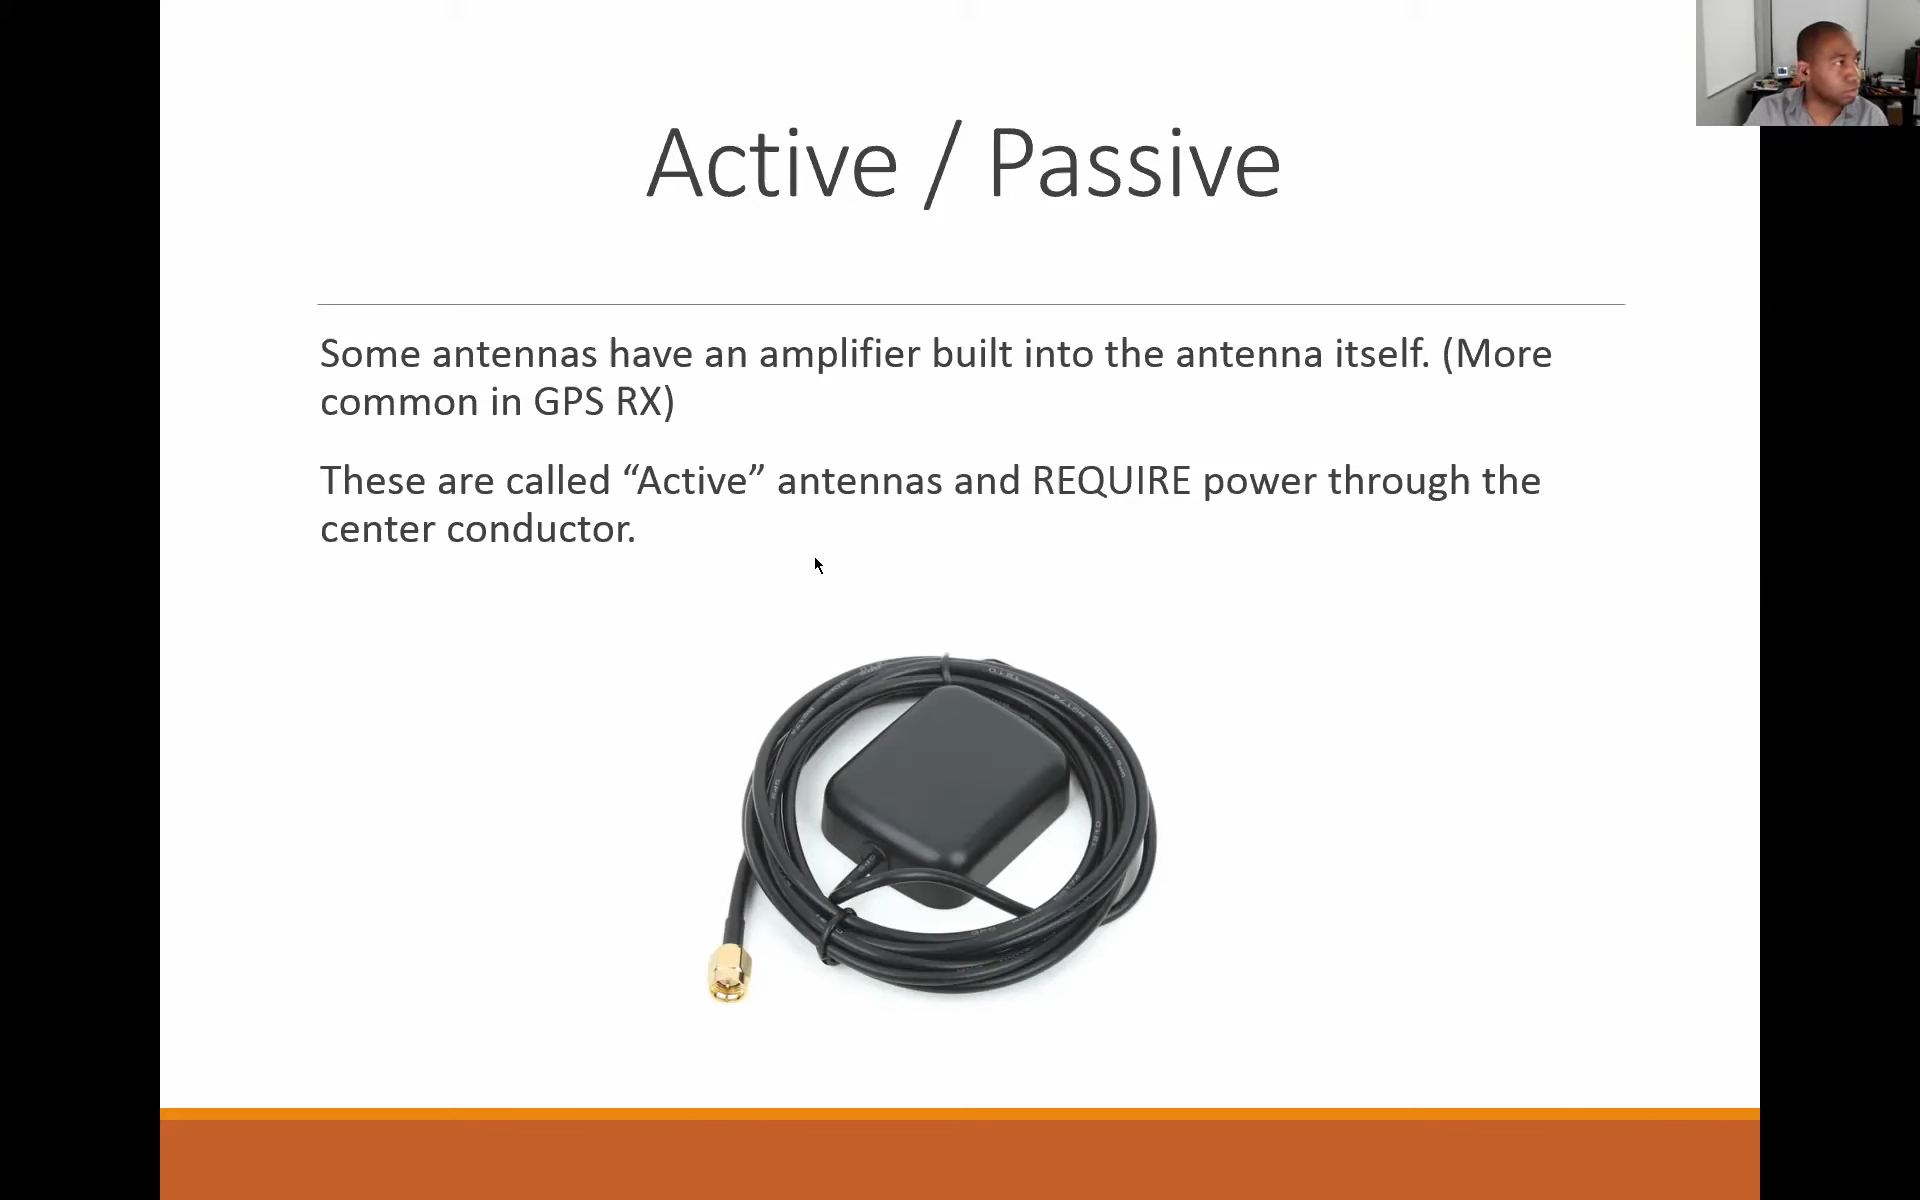 Active / Passive
Some antennas have an amplifier built into the antenna itself. (More
common in GPS RX)
These are called “Active” antennas and REQUIRE power through the
center conductor.